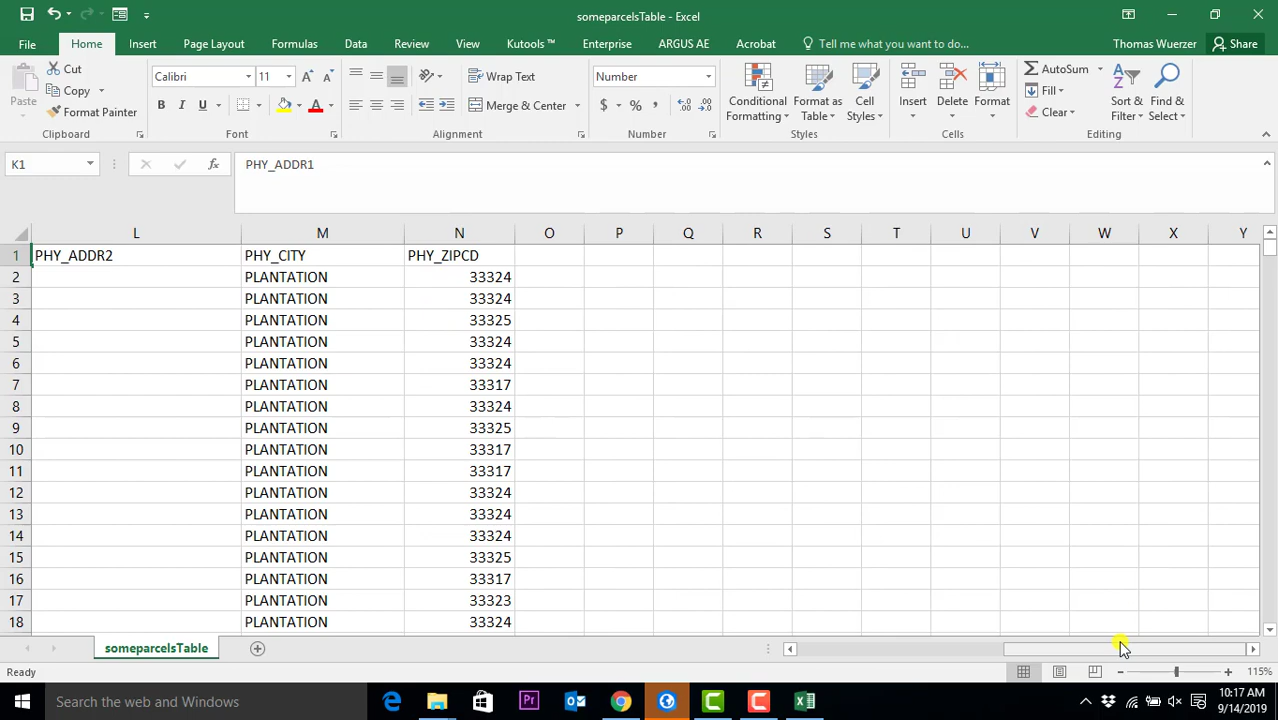 someparcelsTable - Excel
File Home Insert Page Layout Formulas Data Review View Kutools ™ Enterprise ARGUS AE Acrobat Tell me what you want to do... Thomas Wuerzer Share
Paste Cut Copy Format Painter
Calibri 11 A A B I U A
ab Wrap Text Merge & Center
Number $ % , .0 .00
Conditional Formatting Format as Table Cell Styles
Insert Delete Format
AutoSum Fill Clear Sort & Filter Find & Select
Clipboard Font Alignment Number Styles Cells Editing
K1 fx PHY_ADDR1
L M N O P Q R S T U V W X Y
1 PHY_ADDR2 PHY_CITY PHY_ZIPCD
2 PLANTATION 33324
3 PLANTATION 33324
4 PLANTATION 33325
5 PLANTATION 33324
6 PLANTATION 33324
7 PLANTATION 33317
8 PLANTATION 33324
9 PLANTATION 33325
10 PLANTATION 33317
11 PLANTATION 33317
12 PLANTATION 33324
13 PLANTATION 33324
14 PLANTATION 33324
15 PLANTATION 33325
16 PLANTATION 33317
17 PLANTATION 33323
18 PLANTATION 33324
someparcelsTable
Ready 115%
Search the web and Windows 10:17 AM
9/14/2019